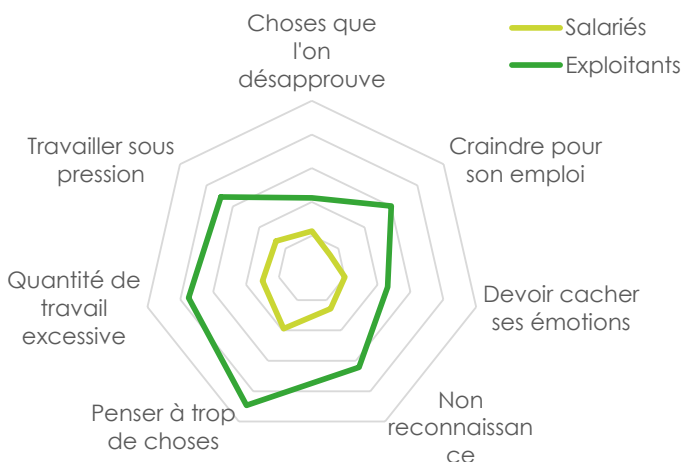 Choses que
l'on
désapprouve
Salariés
Exploitants
Travailler sous
pression
Craindre pour
son emploi
Quantité de
travail
excessive
Devoir cacher
ses émotions
Penser à trop
de choses
Non
reconnaissan
ce